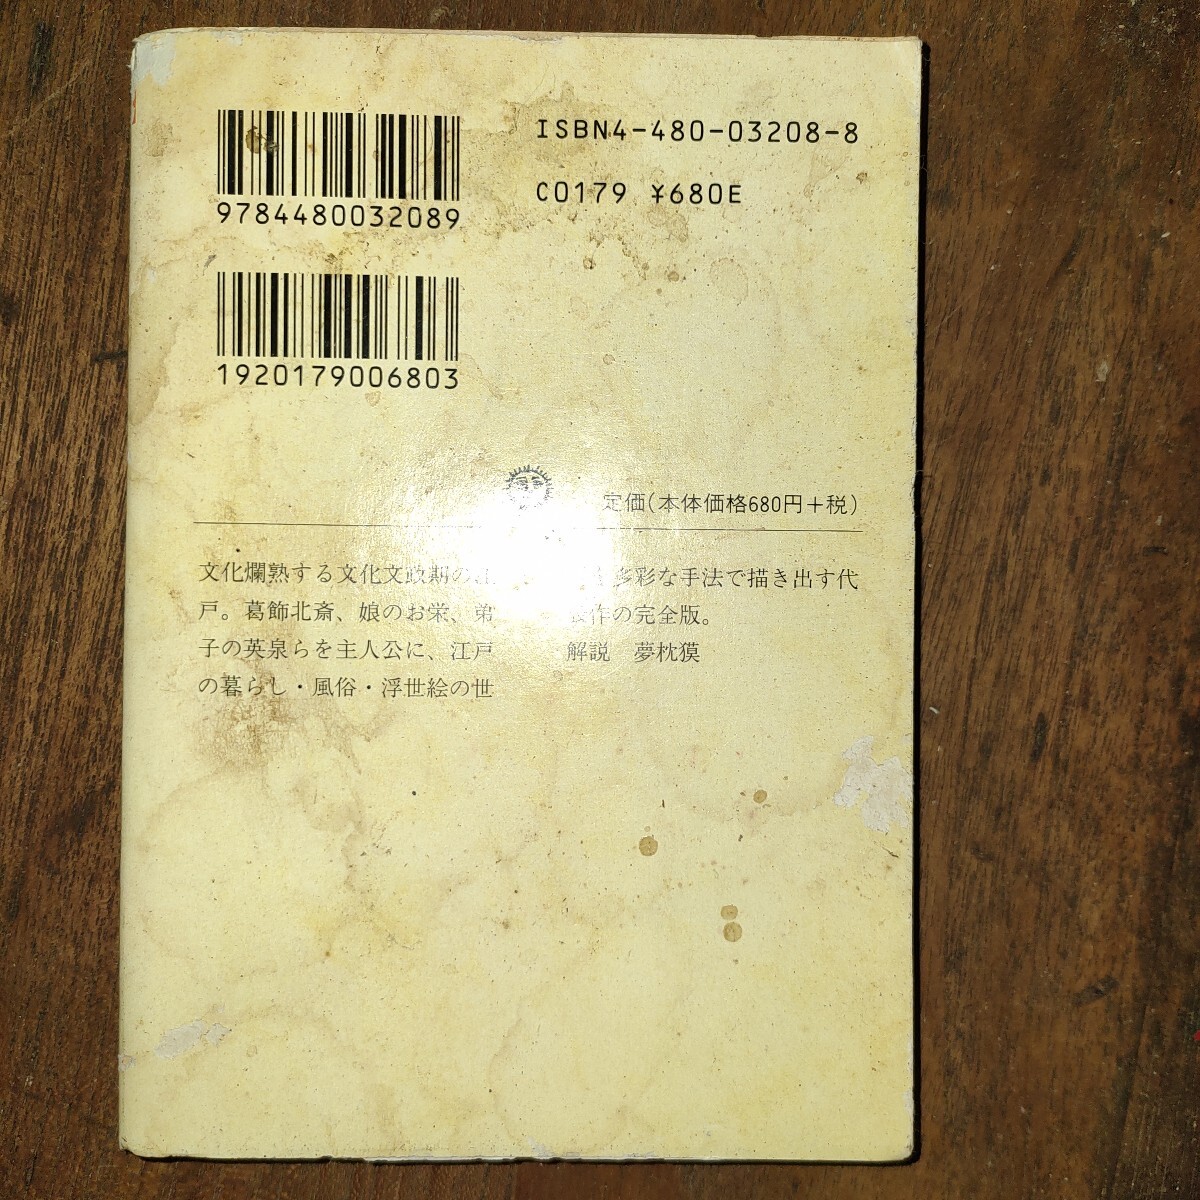 ISBN4-480-03208-8
C0179 ¥680E
9784480032089
1920179006803
定価(本体価格680円+税)
文化爛熟する文化文政期の江
戸。葛飾北斎、娘のお栄、弟
子の英泉らを主人公に、江戸
の暮らし・風俗・浮世絵の世
多彩な手法で描き出す代
作の完全版。
解説 夢枕獏